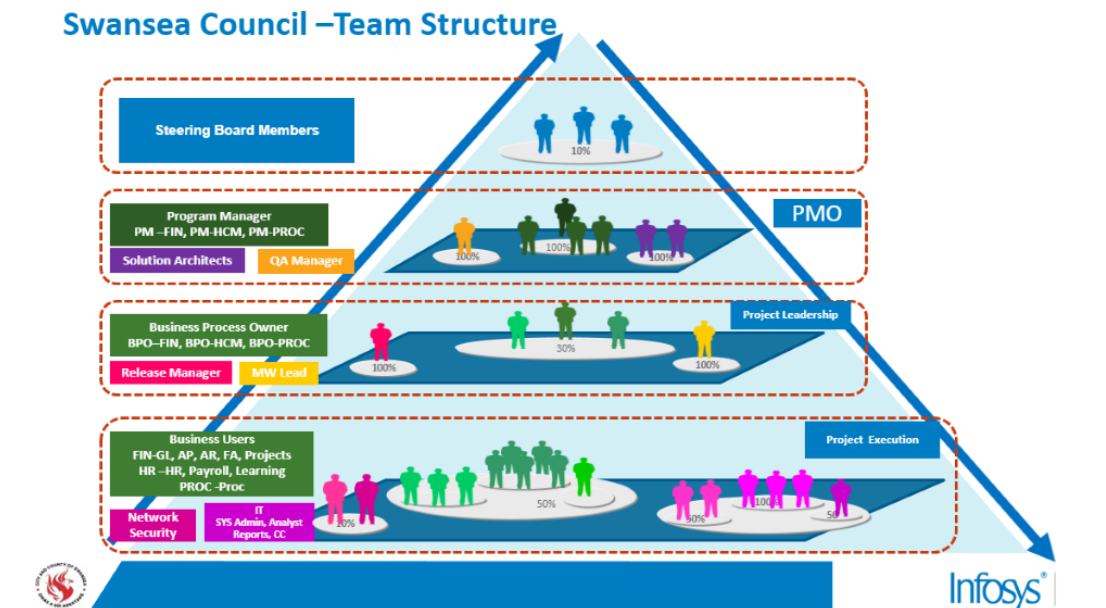 Swansea Council –Team Structure
Steering Board Members
10%
PMO
Program Manager
PM –FIN, PM-HCM, PM-PROC
Solution Architects
QA Manager
100%
100%
100%
Project Leadership
Business Process Owner
BPO–FIN, BPO-HCM, BPO-PROC
Release Manager
MW Lead
100%
30%
100%
Project Execution
Business Users
FIN-GL, AP, AR, FA, Projects
HR –HR, Payroll, Learning
PROC -Proc
Network
Security
IT
SYS Admin, Analyst
Reports, CC
50%
100%
Infosys®